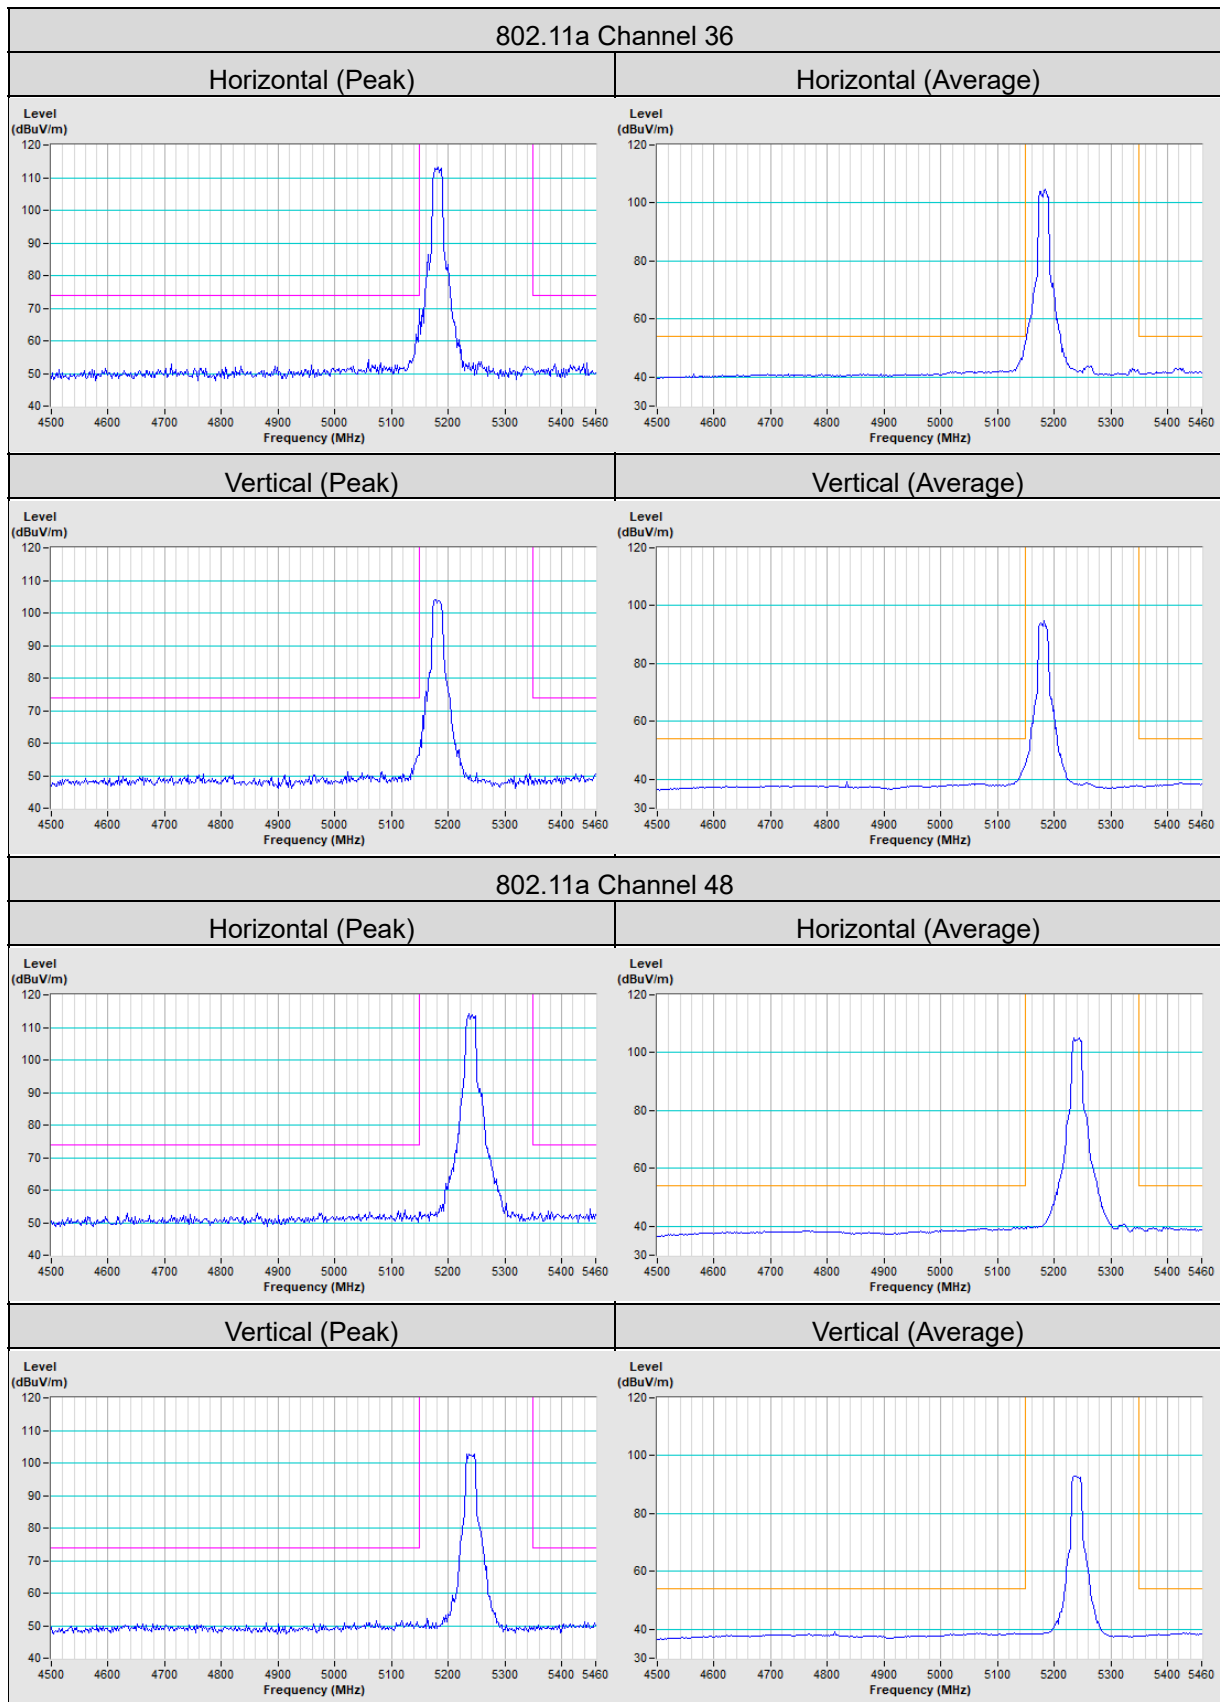 802.11a Channel 36
Horizontal (Peak) Horizontal (Average)
Level Level
(dBuV/m) (dBuV/m)
120 120
110
100 100
90
80 80
70
60 60
50
40 40
30
4500 4600 4700 4800 4900 5000 5100 5200 5300 5400 5460 4500 4600 4700 4800 4900 5000 5100 5200 5300 5400 5460
Frequency (MHz) Frequency (MHz)
Vertical (Peak) Vertical (Average)
Level Level
(dBuV/m) (dBuV/m)
120 120
110
100 100
90
80 80
70
60 60
50
40 40
30
4500 4600 4700 4800 4900 5000 5100 5200 5300 5400 5460 4500 4600 4700 4800 4900 5000 5100 5200 5300 5400 5460
Frequency (MHz) Frequency (MHz)
802.11a Channel 48
Horizontal (Peak) Horizontal (Average)
Level Level
(dBuV/m) (dBuV/m)
120 120
110
100 100
90
80 80
70
60 60
50
40 40
30
4500 4600 4700 4800 4900 5000 5100 5200 5300 5400 5460 4500 4600 4700 4800 4900 5000 5100 5200 5300 5400 5460
Frequency (MHz) Frequency (MHz)
Vertical (Peak) Vertical (Average)
Level Level
(dBuV/m) (dBuV/m)
120 120
110
100 100
90
80 80
70
60 60
50
40 40
30
4500 4600 4700 4800 4900 5000 5100 5200 5300 5400 5460 4500 4600 4700 4800 4900 5000 5100 5200 5300 5400 5460
Frequency (MHz) Frequency (MHz)